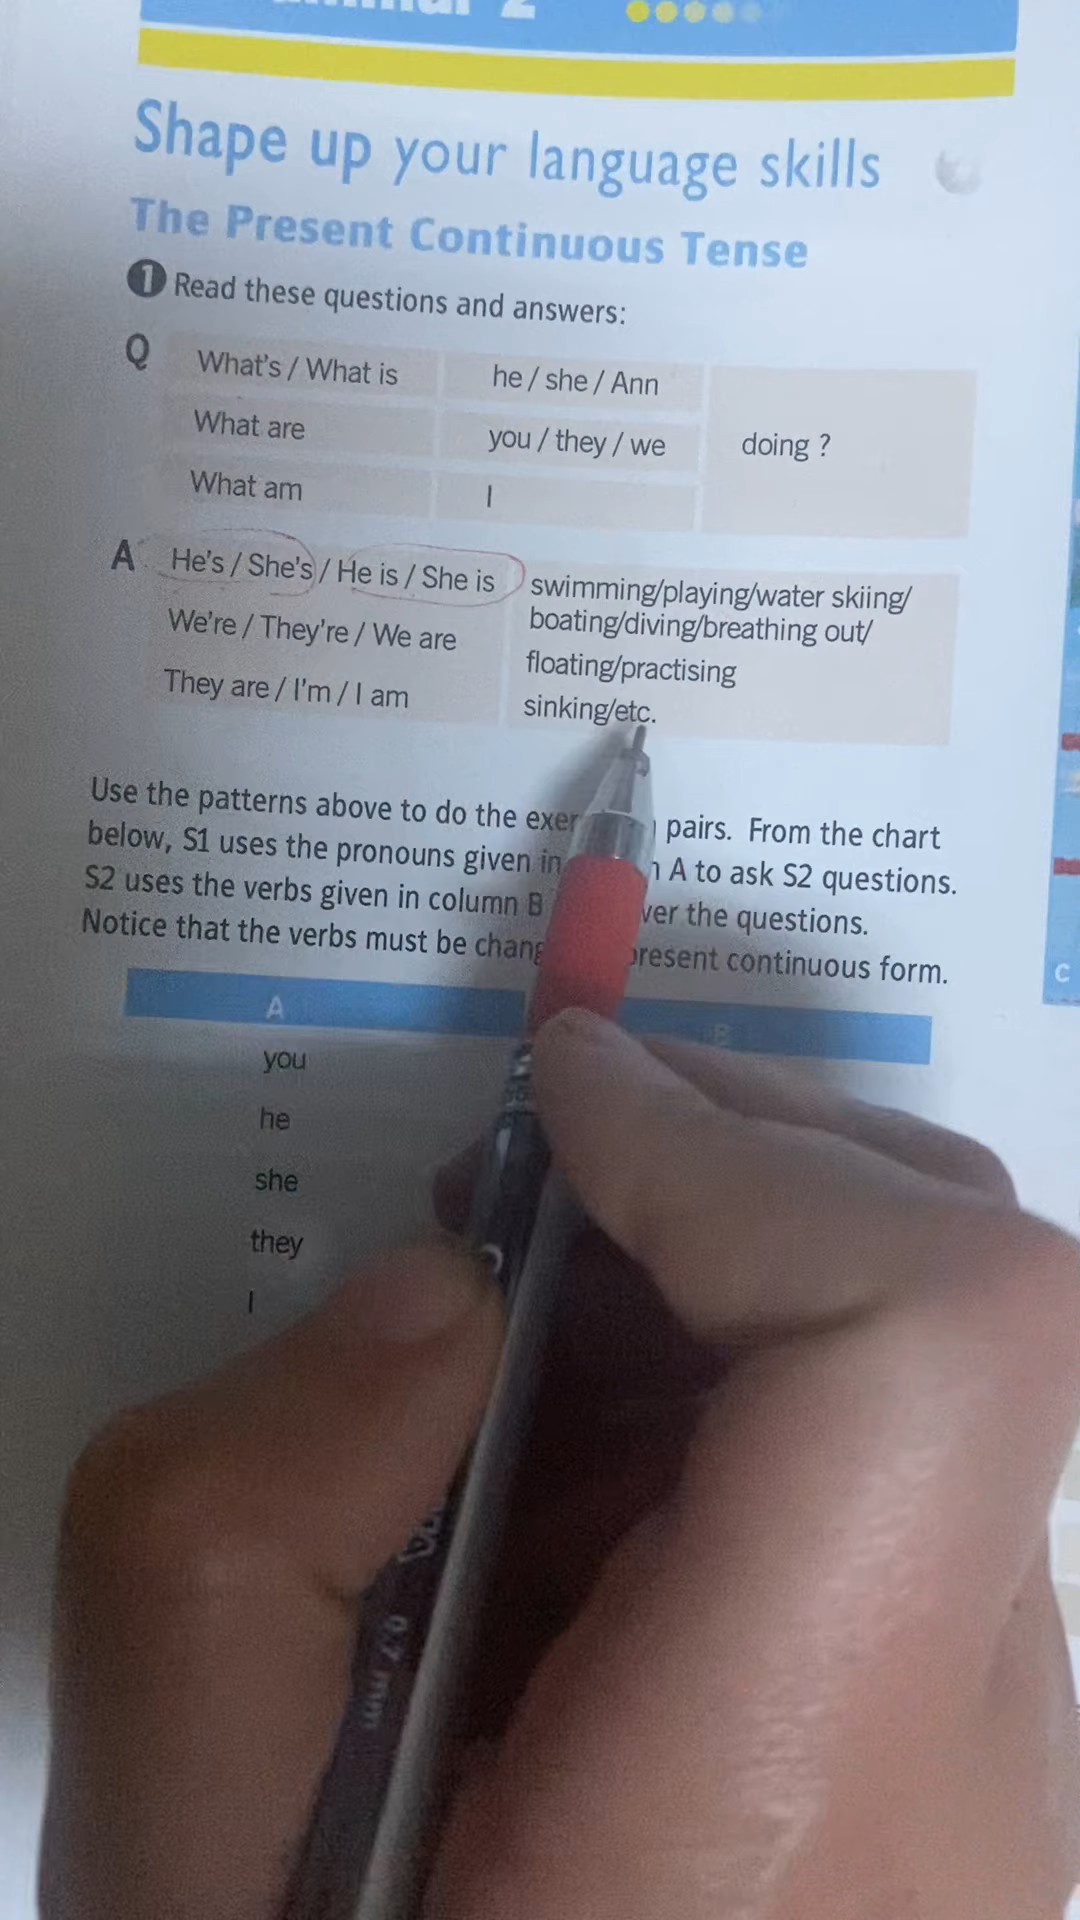 2
Shape up your language skills
The Present Continuous Tense
1 Read these questions and answers:
Q What's / What is he / she / Ann
What are you / they / we doing ?
What am I
A He's / She's / He is / She is swimming/playing/water skiing/
boating/diving/breathing out/
We're / They're / We are
floating/practising
They are / I'm / I am
sinking/etc.
Use the patterns above to do the pairs. From the chart
below, S1 uses the pronouns given in A to ask S2 questions.
S2 uses the verbs given in column B the questions.
Notice that the verbs must be present continuous form.
A B
you
he
she
they
I
C
0.7 mm